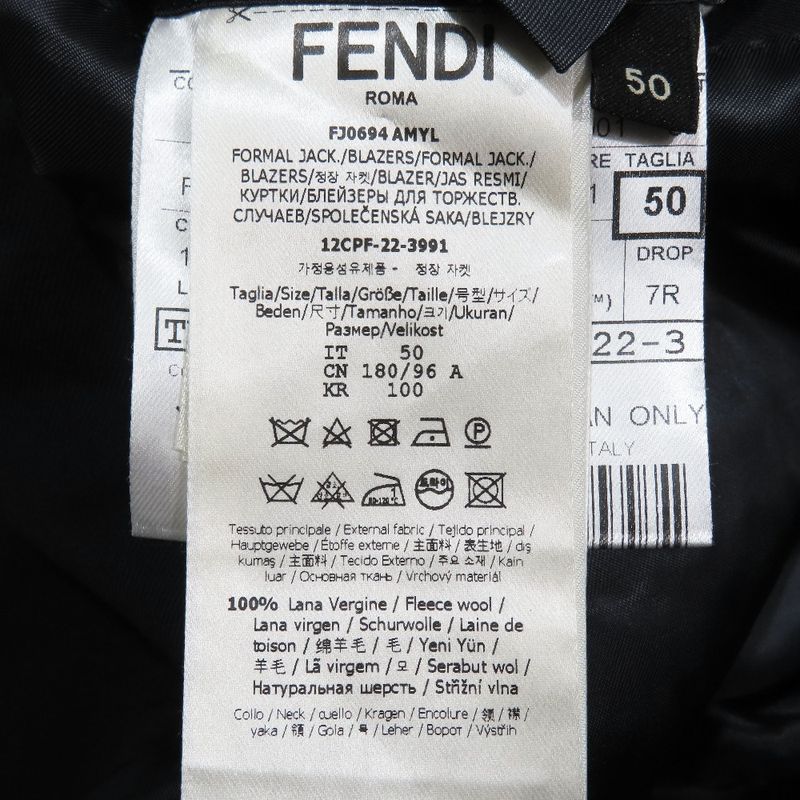 FENDI
ROMA
FJ0694 AMYL
FORMAL JACK./BLAZERS/FORMAL JACK./
BLAZERS/정장 자켓/BLAZER/JAS RESMI/
КУРТКИ/БЛЕЙЗЕРЫ ДЛЯ ТОРЖЕСТВ.
СЛУЧАЕВ/SPOLEČENSKÁ SAKA/BLEJZRY
12CPF-22-3991
가정용섬유제품 - 정장 자켓
Taglia/Size/Talla/Größe/Taille/号型/サイズ/
Beden/尺寸/Tamanho/크기/Ukuran/
Размер/Velikost
IT 50
CN 180/96 A
KR 100
Tessuto principale / External fabric / Tejido principal /
Hauptgewebe / Étoffe externe / 主面料 / 表生地 / dış
kumaş / 主面料 / Tecido Externo / 주요 소재 / Kain
luar / Основная ткань / Vrchový materiál
100% Lana Vergine / Fleece wool /
Lana virgen / Schurwolle / Laine de
toison / 绵羊毛 / 毛 / Yeni Yün /
羊毛 / Lã virgem / 모 / Serabut wol /
Натуральная шерсть / Střižní vlna
Collo / Neck / cuello / Kragen / Encolure / 领 / 襟 /
yaka / 領 / Gola / 목 / Leher / Ворот / Výstřih
50
TAGLIA
50
DROP
7R
22-3
ONLY